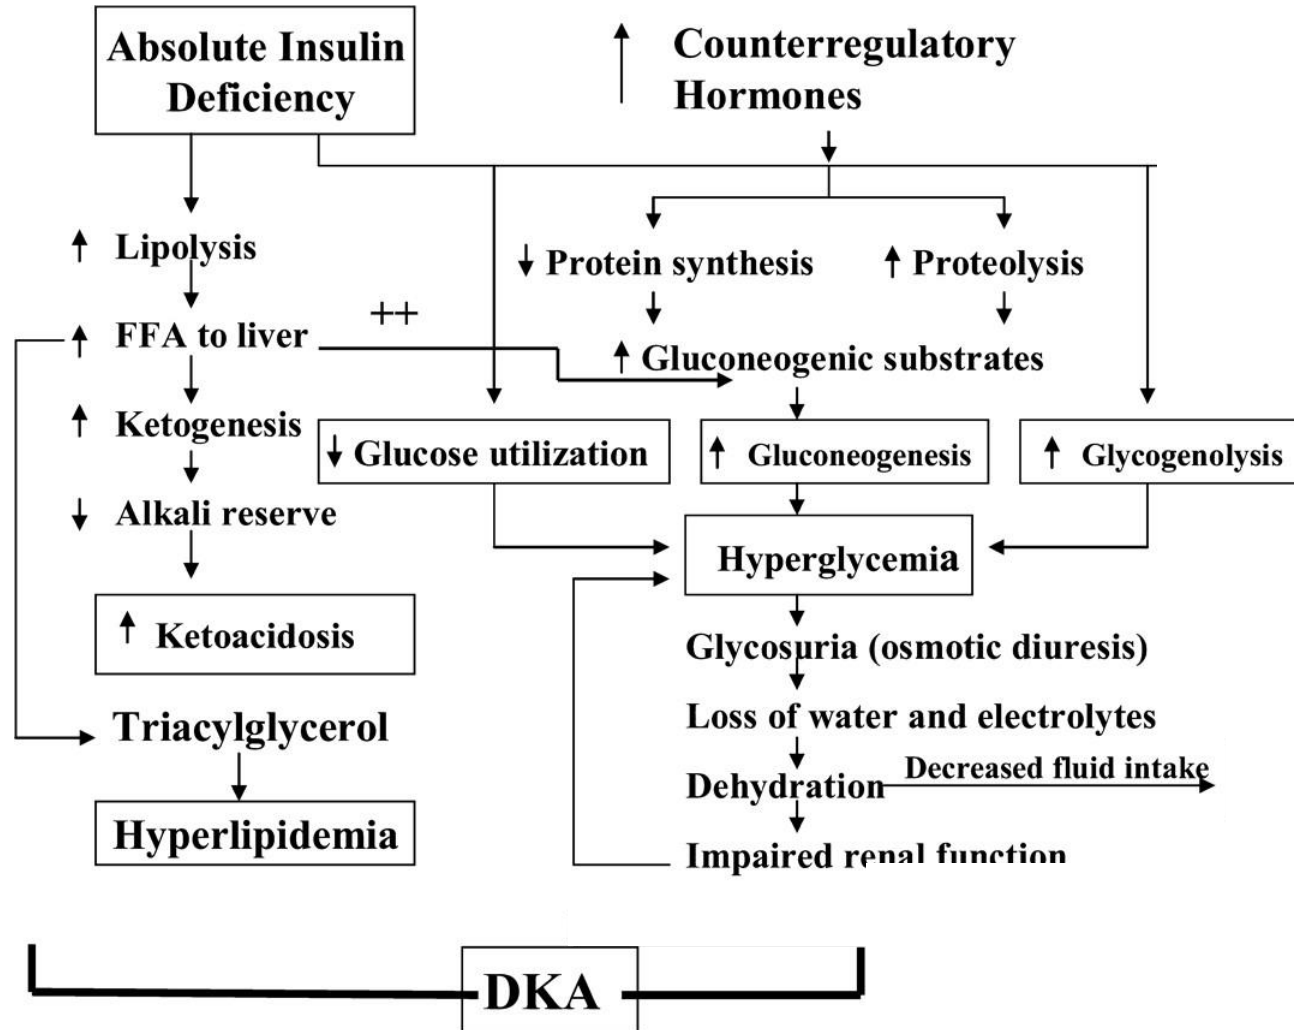 Absolute Insulin
Deficiency
Counterregulatory
Hormones
Lipolysis
Protein synthesis
Proteolysis
++
FFA to liver
Gluconeogenic substrates
Ketogenesis
Glucose utilization
Gluconeogenesis
Glycogenolysis
Alkali reserve
Hyperglycemia
Ketoacidosis
Glycosuria (osmotic diuresis)
Triacylglycerol
Loss of water and electrolytes
Decreased fluid intake
Dehydration
Hyperlipidemia
Impaired renal function
DKA